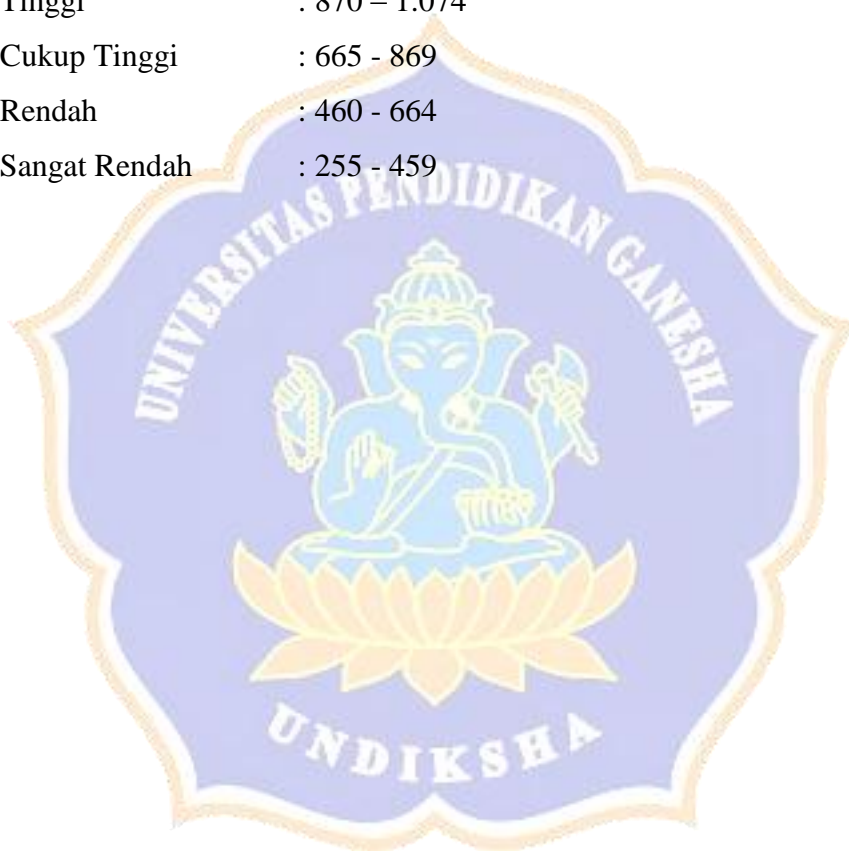 Tinggi : 870 – 1.074
Cukup Tinggi : 665 - 869
Rendah : 460 - 664
Sangat Rendah : 255 - 459
UNIVERSITAS PENDIDIKAN GANESHA
UNDIKSHA